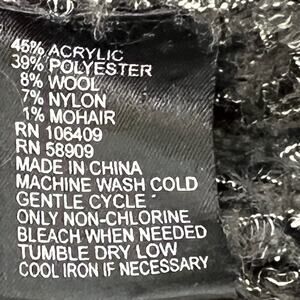 45% ACRYLIC
39% POLYESTER
8% WOOL
7% NYLON
1% MOHAIR
RN 106409
RN 58909
MADE IN CHINA
MACHINE WASH COLD
GENTLE CYCLE
ONLY NON-CHLORINE
BLEACH WHEN NEEDED
TUMBLE DRY LOW
COOL IRON IF NECESSARY